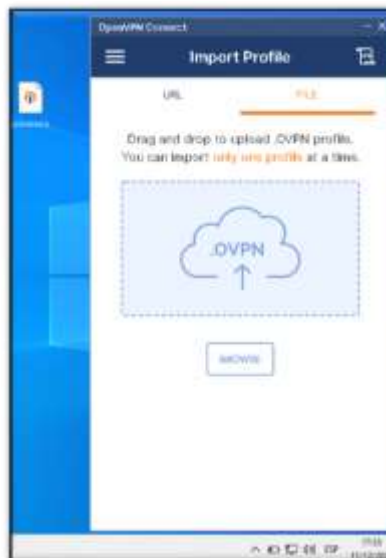 OpenVPN Connect
Import Profile
URL
FILE
Drag and drop to upload .OVPN profile.
You can import only one profile at a time.
.OVPN
BROWSE
ESP